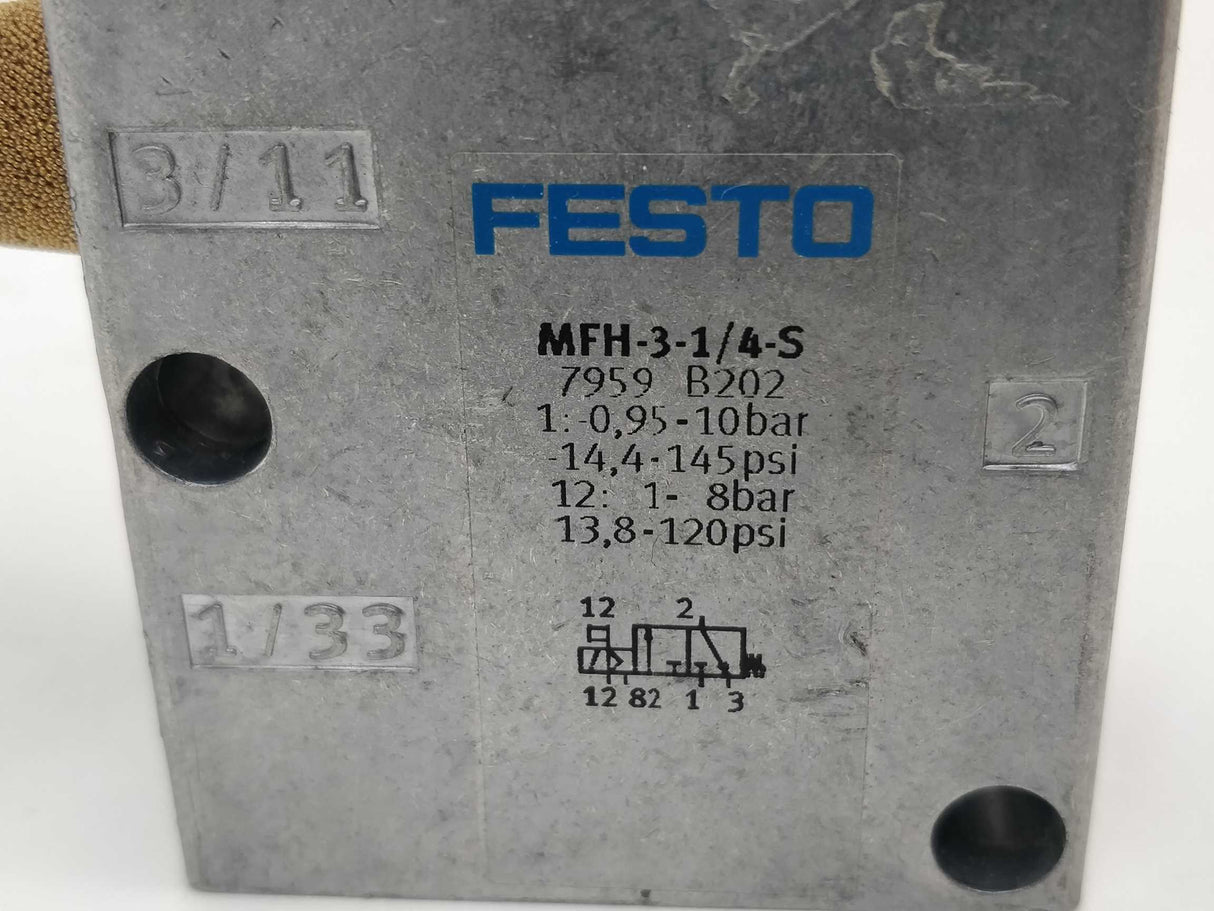 3/11
FESTO
MFH-3-1/4-S
7959 B202
1:-0,95-10bar
-14,4-145psi
12: 1- 8bar
13,8-120psi
2
1/33
12 2
12 82 1 3